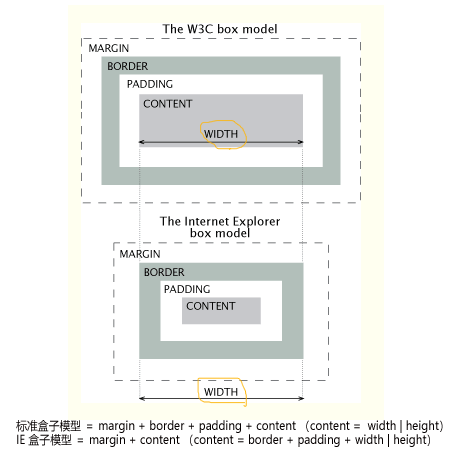 The W3C box model
MARGIN
BORDER
PADDING
CONTENT
WIDTH
The Internet Explorer
box model
MARGIN
BORDER
PADDING
CONTENT
WIDTH
标准盒子模型 = margin + border + padding + content （content = width | height）
IE 盒子模型 = margin + content （content = border + padding + width | height）